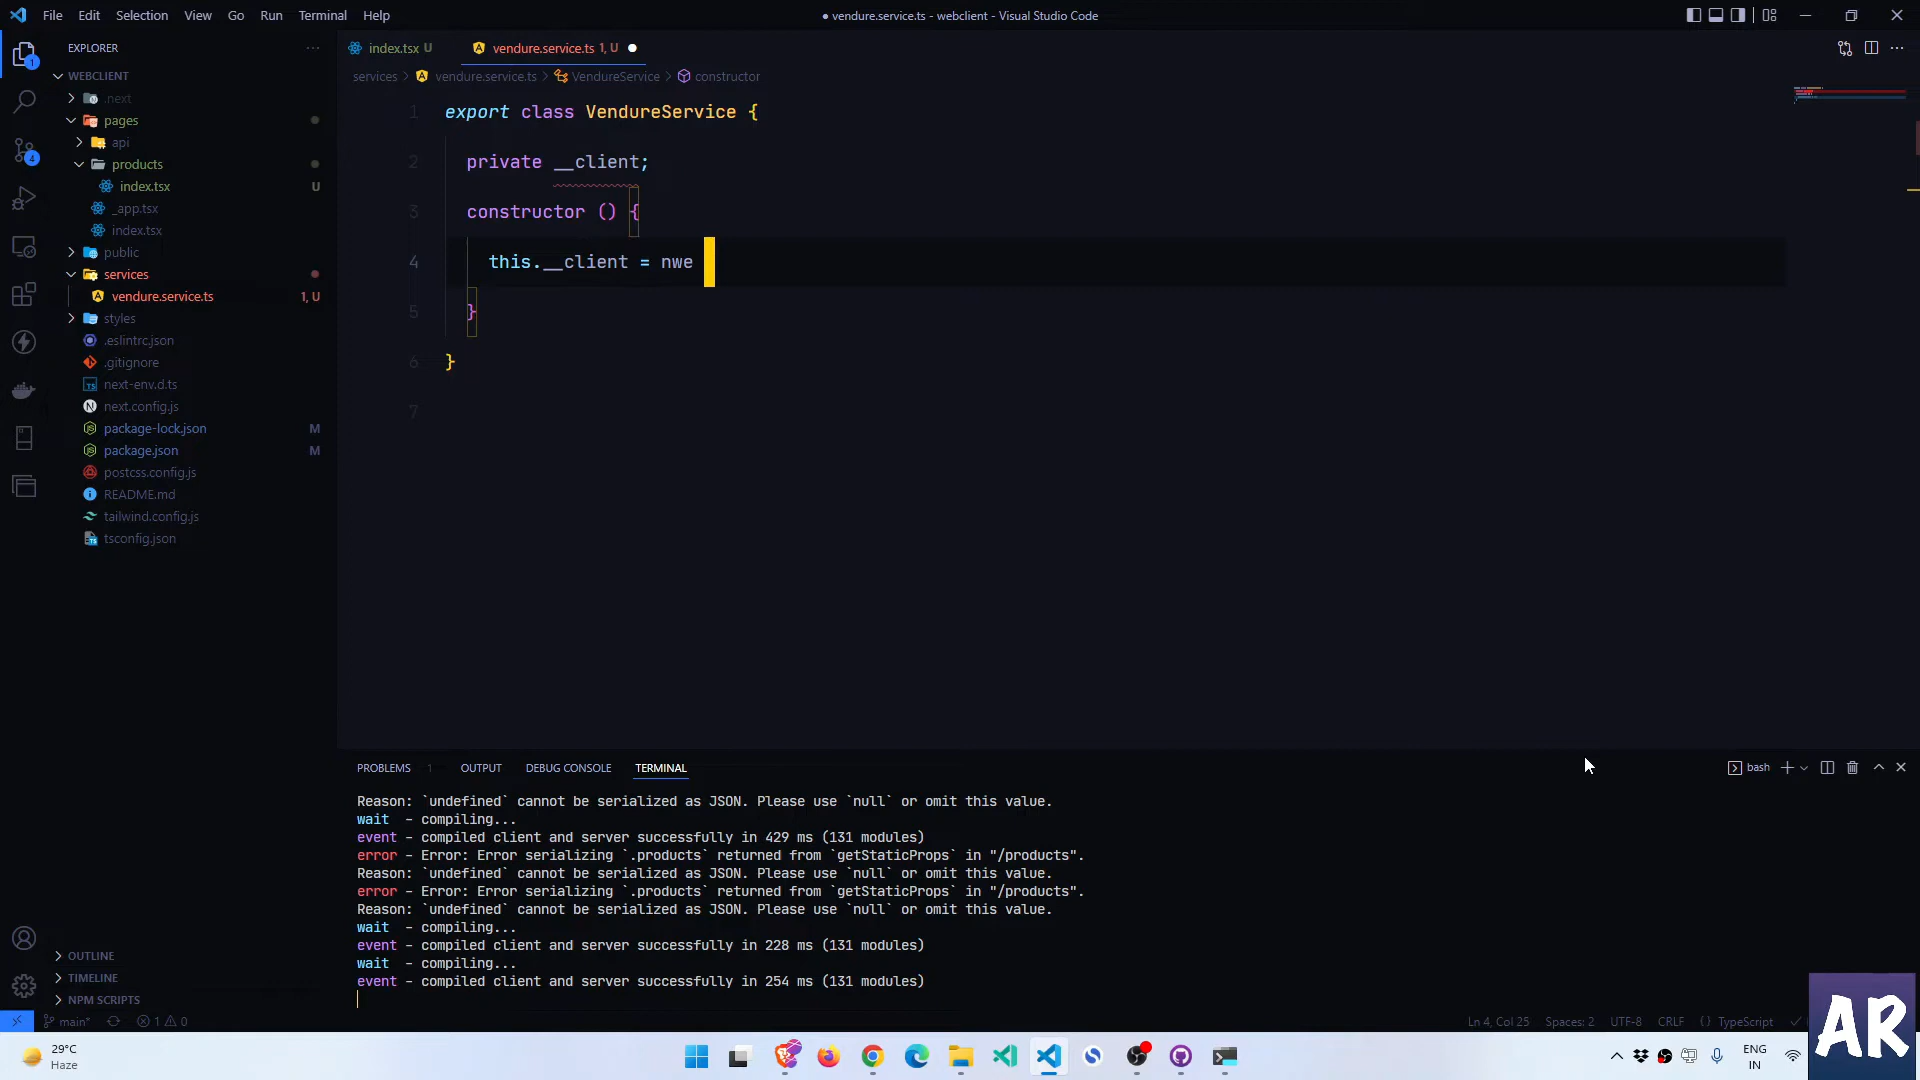 File Edit Selection View Go Run Terminal Help
● vendure.service.ts - webclient - Visual Studio Code
EXPLORER
WEBCLIENT
.next
pages
api
products
index.tsx U
_app.tsx
index.tsx
public
services
vendure.service.ts 1, U
styles
.eslintrc.json
.gitignore
next-env.d.ts
next.config.js
package-lock.json M
package.json M
postcss.config.js
README.md
tailwind.config.js
tsconfig.json
OUTLINE
TIMELINE
NPM SCRIPTS
1
4
index.tsx U
vendure.service.ts 1, U
services > vendure.service.ts > VendureService > constructor
1 export class VendureService {
2 private __client;
3 constructor () {
4 this.__client = nwe
5 }
6 }
7
PROBLEMS 1 OUTPUT DEBUG CONSOLE TERMINAL
bash
Reason: `undefined` cannot be serialized as JSON. Please use `null` or omit this value.
wait - compiling...
event - compiled client and server successfully in 429 ms (131 modules)
error - Error: Error serializing `.products` returned from `getStaticProps` in "/products".
Reason: `undefined` cannot be serialized as JSON. Please use `null` or omit this value.
error - Error: Error serializing `.products` returned from `getStaticProps` in "/products".
Reason: `undefined` cannot be serialized as JSON. Please use `null` or omit this value.
wait - compiling...
event - compiled client and server successfully in 228 ms (131 modules)
wait - compiling...
event - compiled client and server successfully in 254 ms (131 modules)
main* 1 0
Ln 4, Col 25 Spaces: 2 UTF-8 CRLF {} TypeScript
29°C
Haze
ENG
IN
AR